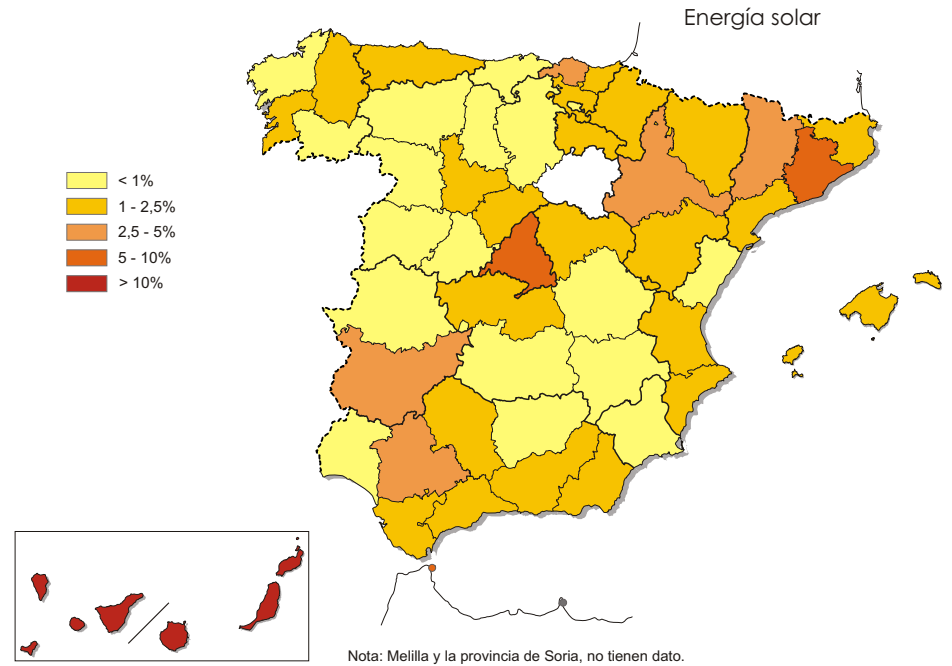 Energía solar
< 1%
1 - 2,5%
2,5 - 5%
5 - 10%
> 10%
Nota: Melilla y la provincia de Soria, no tienen dato.